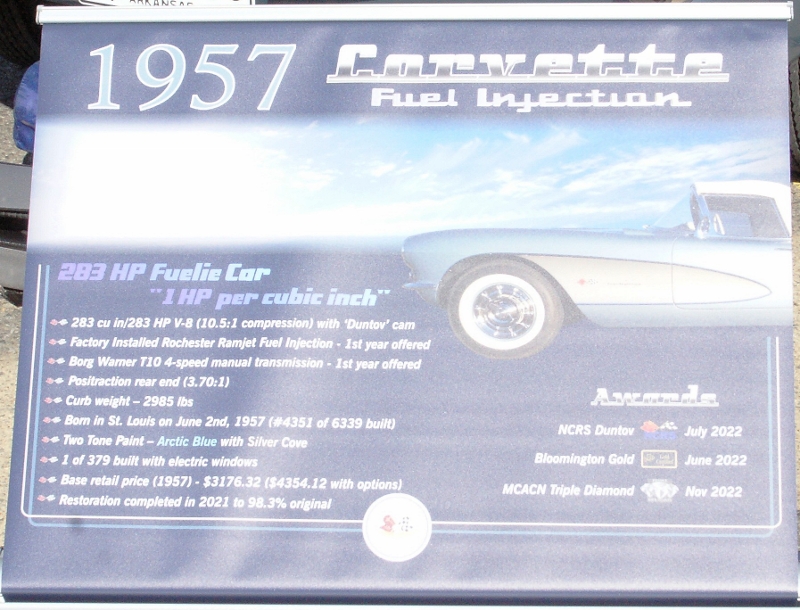 ARKANSAS
1957 Corvette
Fuel Injection
283 HP Fuelie Car
"1 HP per cubic inch"
283 cu in/283 HP V-8 (10.5:1 compression) with 'Duntov' cam
Factory Installed Rochester Ramjet Fuel Injection - 1st year offered
Borg Warner T10 4-speed manual transmission - 1st year offered
Positraction rear end (3.70:1)
Curb weight – 2985 lbs
Born in St. Louis on June 2nd, 1957 (#4351 of 6339 built)
Two Tone Paint – Arctic Blue with Silver Cove
1 of 379 built with electric windows
Base retail price (1957) - $3176.32 ($4354.12 with options)
Restoration completed in 2021 to 98.3% original
Awards
NCRS Duntov July 2022
Bloomington Gold June 2022
MCACN Triple Diamond Nov 2022